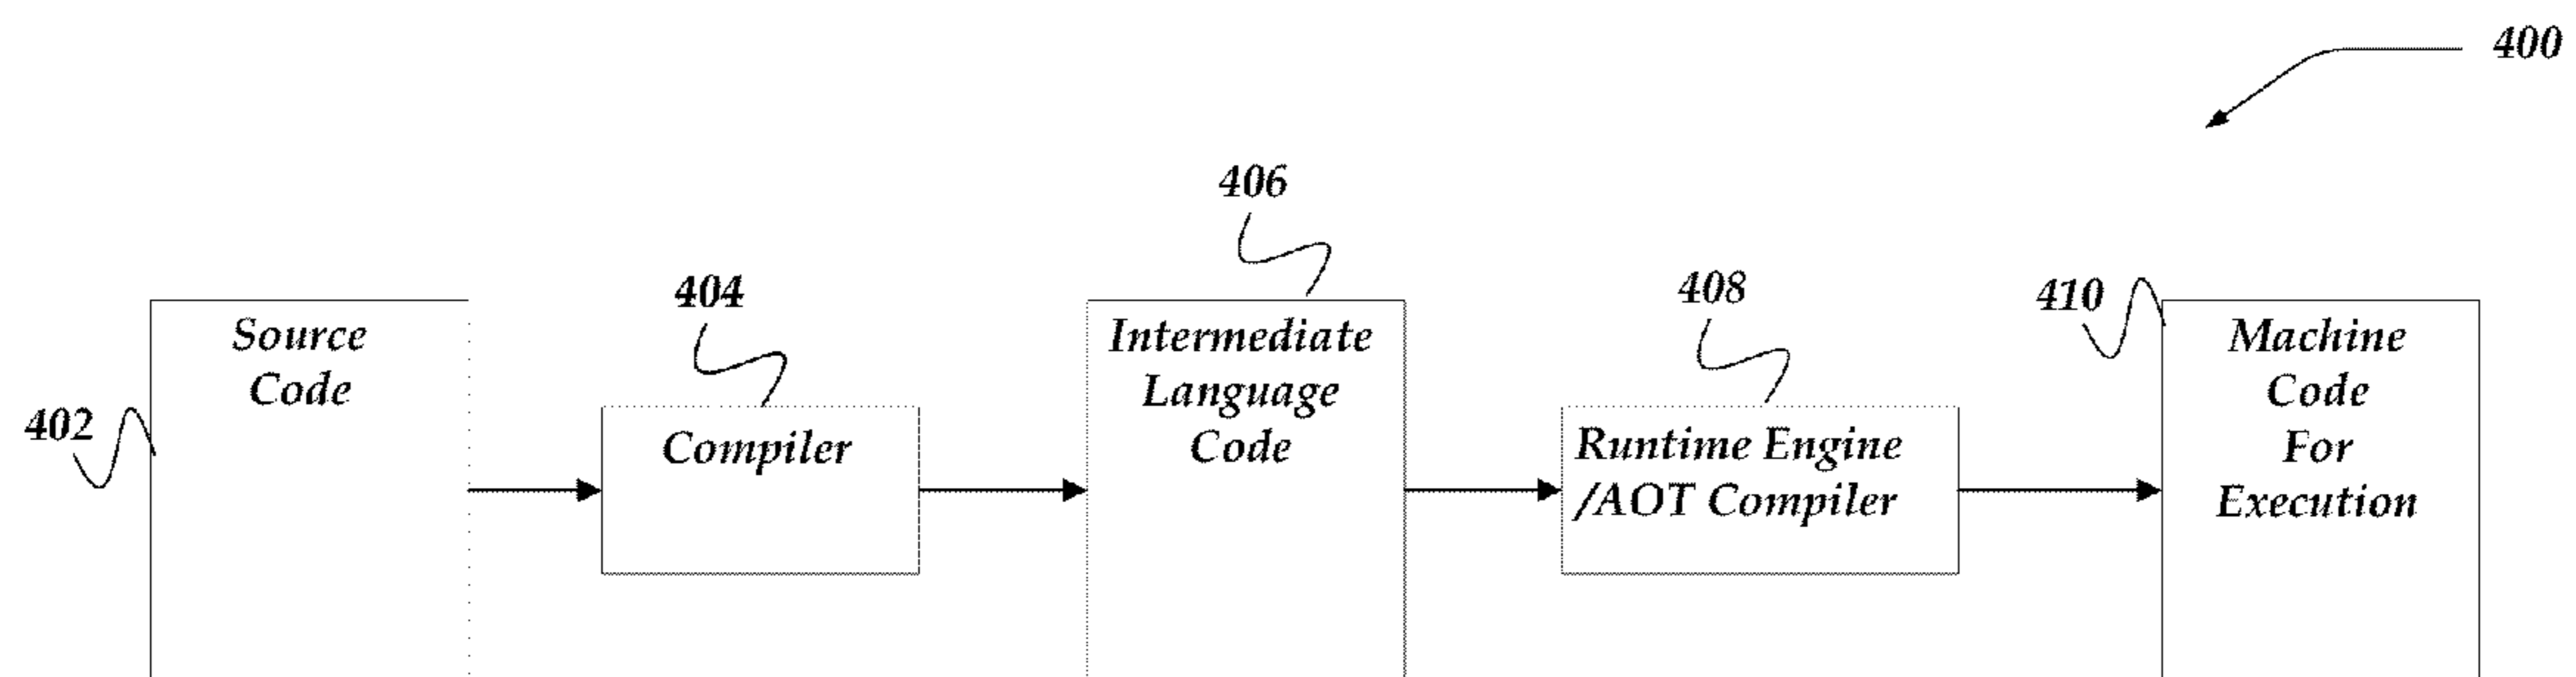 400
406
404
408
410
402
Source
Code
Compiler
Intermediate
Language
Code
Runtime Engine
/AOT Compiler
Machine
Code
For
Execution